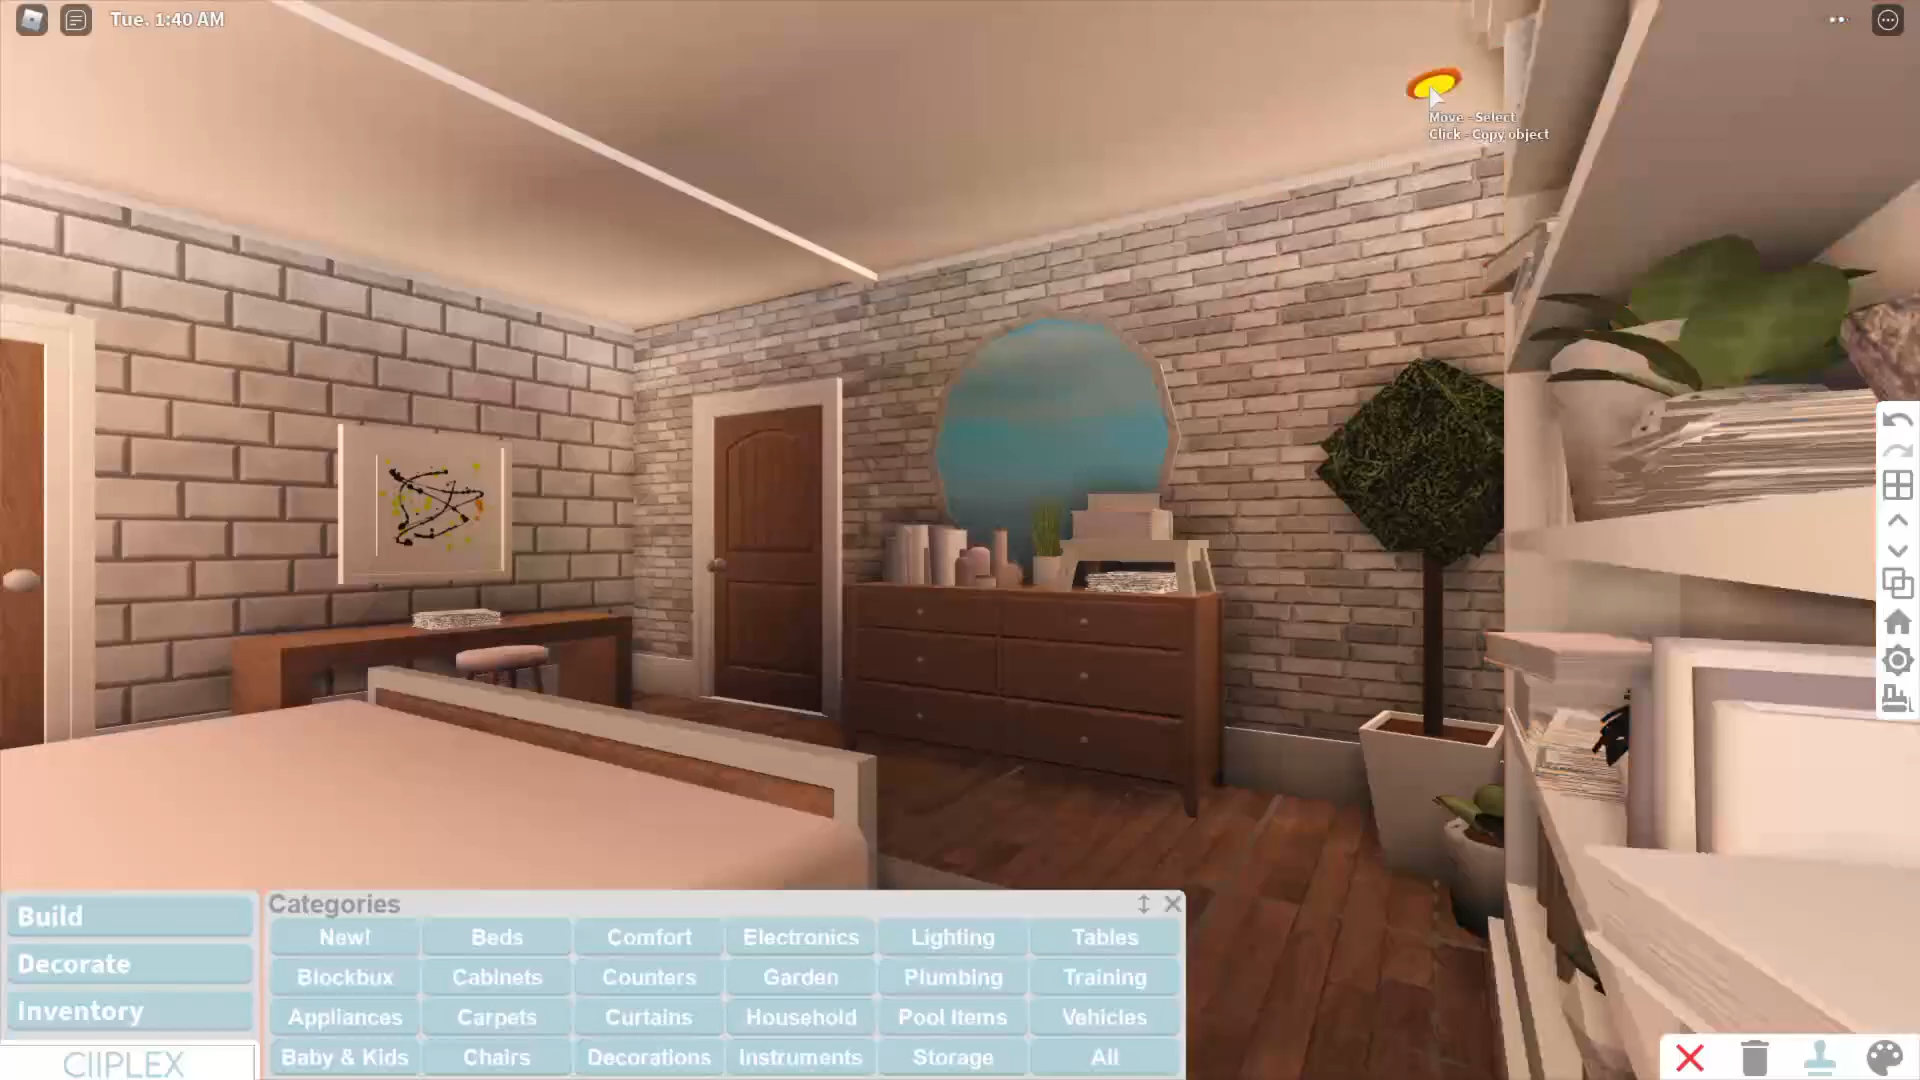 Tue. 1:40 AM
Move - Select
Click - Copy object
Build
Decorate
Inventory
CIIPLEX
Categories
New! Beds Comfort Electronics Lighting Tables
Blockbux Cabinets Counters Garden Plumbing Training
Appliances Carpets Curtains Household Pool Items Vehicles
Baby & Kids Chairs Decorations Instruments Storage All